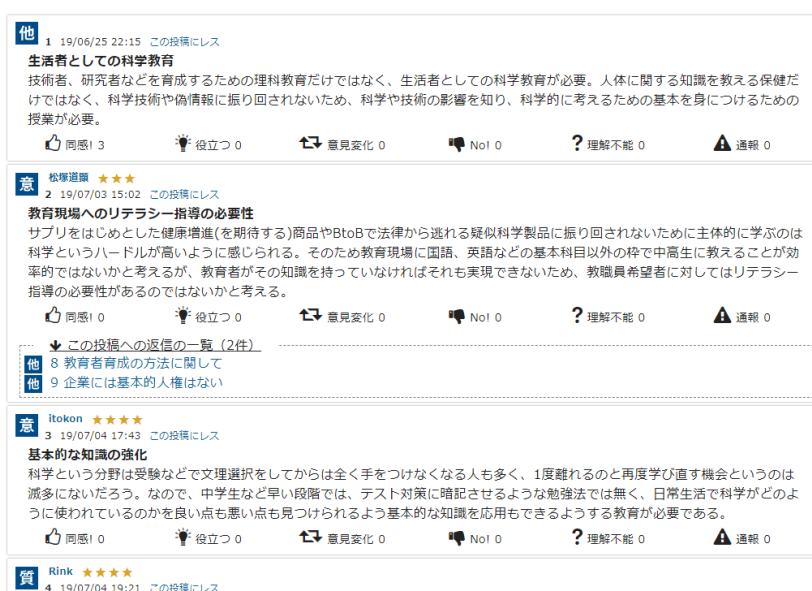 他
1 19/06/25 22:15 この投稿にレス
生活者としての科学教育
技術者、研究者などを育成するための理科教育だけではなく、生活者としての科学教育が必要。人体に関する知識を教える保健だ
けではなく、科学技術や偽情報に振り回されないため、科学や技術の影響を知り、科学的に考えるための基本を身につけるための
授業が必要。
同感! 3 役立つ 0 意見変化 0 No! 0 理解不能 0 通報 0
意 松塚道顕 ★★★
2 19/07/03 15:02 この投稿にレス
教育現場へのリテラシー指導の必要性
サプリをはじめとした健康増進(を期待する)商品やBtoBで法律から逃れる疑似科学製品に振り回されないために主体的に学ぶのは
科学というハードルが高いように感じられる。そのため教育現場に国語、英語などの基本科目以外の枠で中高生に教えることが効
率的ではないかと考えるが、教育者がその知識を持っていなければそれも実現できないため、教職員希望者に対してはリテラシー
指導の必要性があるのではないかと考える。
同感! 0 役立つ 0 意見変化 0 No! 0 理解不能 0 通報 0
この投稿への返信の一覧（2件）
他 8 教育者育成の方法に関して
他 9 企業には基本的人権はない
意 itokon ★★★★
3 19/07/04 17:43 この投稿にレス
基本的な知識の強化
科学という分野は受験などで文理選択をしてからは全く手をつけなくなる人も多く、1度離れるのと再度学び直す機会というのは
滅多にないだろう。なので、中学生など早い段階では、テスト対策に暗記させるような勉強法では無く、日常生活で科学がどのよ
うに使われているのかを良い点も悪い点も見つけられるよう基本的な知識を応用もできるようする教育が必要である。
同感! 0 役立つ 0 意見変化 0 No! 0 理解不能 0 通報 0
質 Rink ★★★★
4 19/07/04 19:21 この投稿にレス